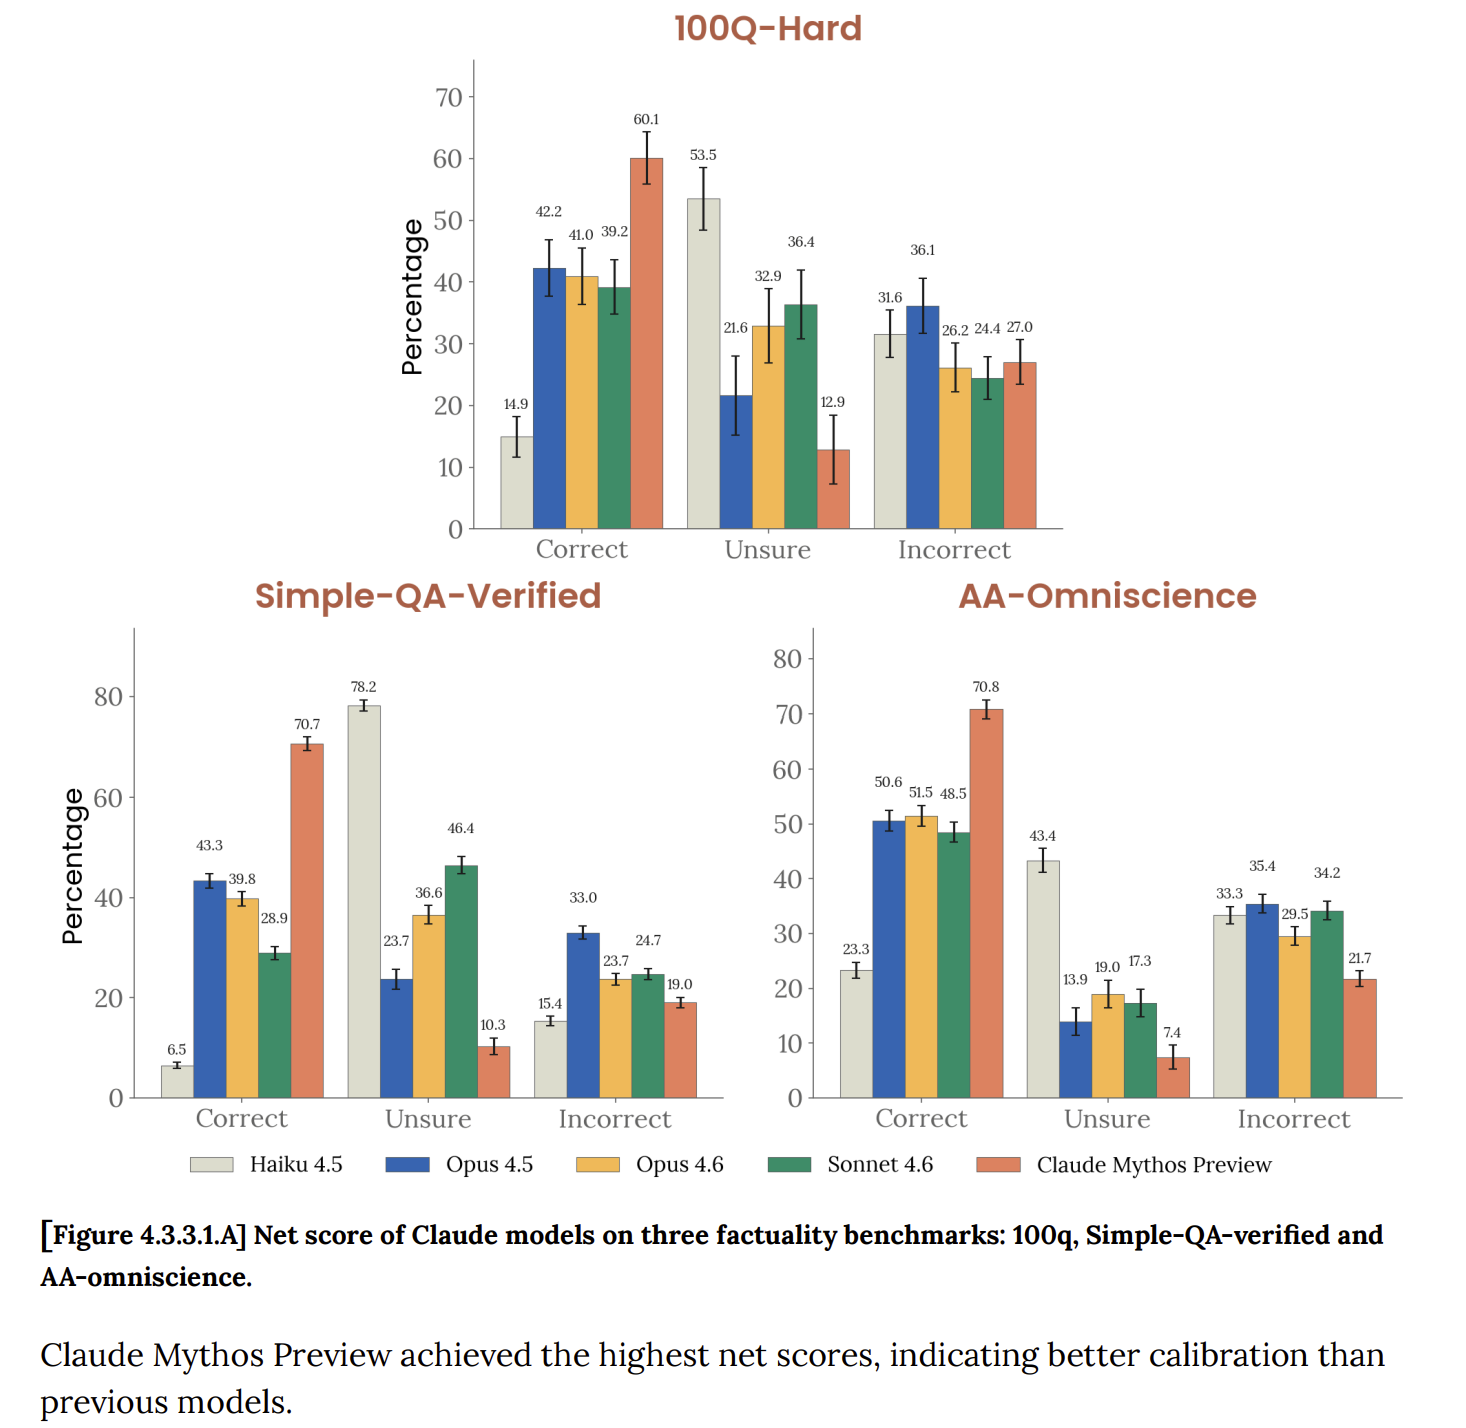 100Q-Hard
Percentage
70
60
50
40
30
20
10
0
14.9
42.2
41.0
39.2
60.1
53.5
21.6
32.9
36.4
12.9
31.6
36.1
26.2
24.4
27.0
Correct
Unsure
Incorrect
Simple-QA-Verified
Percentage
80
60
40
20
0
6.5
43.3
39.8
28.9
70.7
78.2
23.7
36.6
46.4
10.3
15.4
33.0
23.7
24.7
19.0
Correct
Unsure
Incorrect
AA-Omniscience
80
70
60
50
40
30
20
10
0
23.3
50.6
51.5
48.5
70.8
43.4
13.9
19.0
17.3
7.4
33.3
35.4
29.5
34.2
21.7
Correct
Unsure
Incorrect
Haiku 4.5
Opus 4.5
Opus 4.6
Sonnet 4.6
Claude Mythos Preview
[Figure 4.3.3.1.A] Net score of Claude models on three factuality benchmarks: 100q, Simple-QA-verified and
AA-omniscience.
Claude Mythos Preview achieved the highest net scores, indicating better calibration than
previous models.